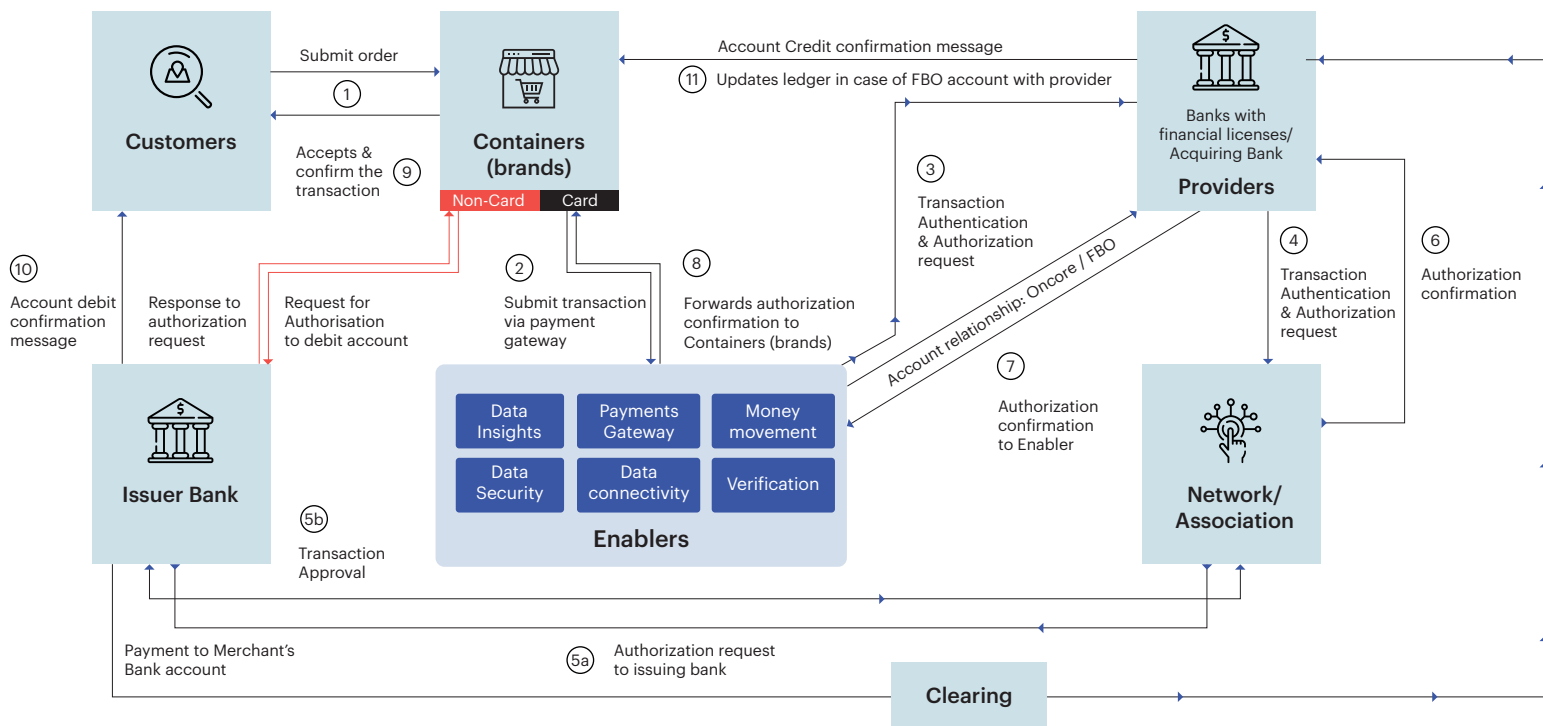 Submit order
1
Customers
Accepts &
confirm the
transaction
9
Containers
(brands)
Non-Card
Card
Account Credit confirmation message
11
Updates ledger in case of FBO account with provider
$
Banks with
financial licenses/
Acquiring Bank
Providers
3
Transaction
Authentication
& Authorization
request
4
Transaction
Authentication
& Authorization
request
6
Authorization
confirmation
10
Account debit
confirmation
message
Response to
authorization
request
Request for
Authorisation
to debit account
2
Submit transaction
via payment
gateway
8
Forwards authorization
confirmation to
Containers (brands)
Account relationship: Oncore / FBO
7
Authorization
confirmation
to Enabler
$
Issuer Bank
Data
Insights
Payments
Gateway
Money
movement
Data
Security
Data
connectivity
Verification
Enablers
Network/
Association
5b
Transaction
Approval
Payment to Merchant's
Bank account
5a
Authorization request
to issuing bank
Clearing